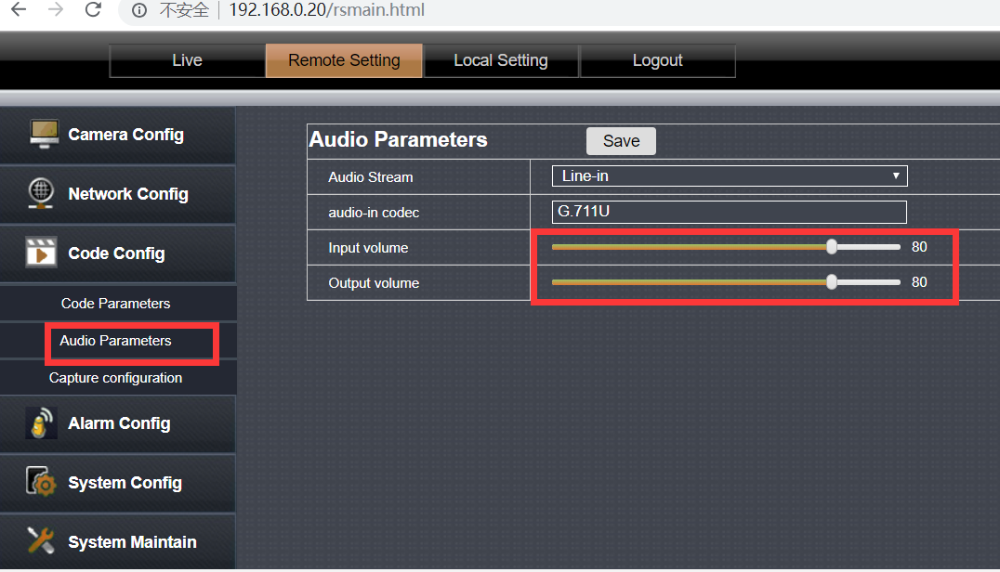 不安全 192.168.0.20/rsmain.html
Live Remote Setting Local Setting Logout
Camera Config
Network Config
Code Config
Code Parameters
Audio Parameters
Capture configuration
Alarm Config
System Config
System Maintain
Audio Parameters Save
Audio Stream Line-in
audio-in codec G.711U
Input volume 80
Output volume 80